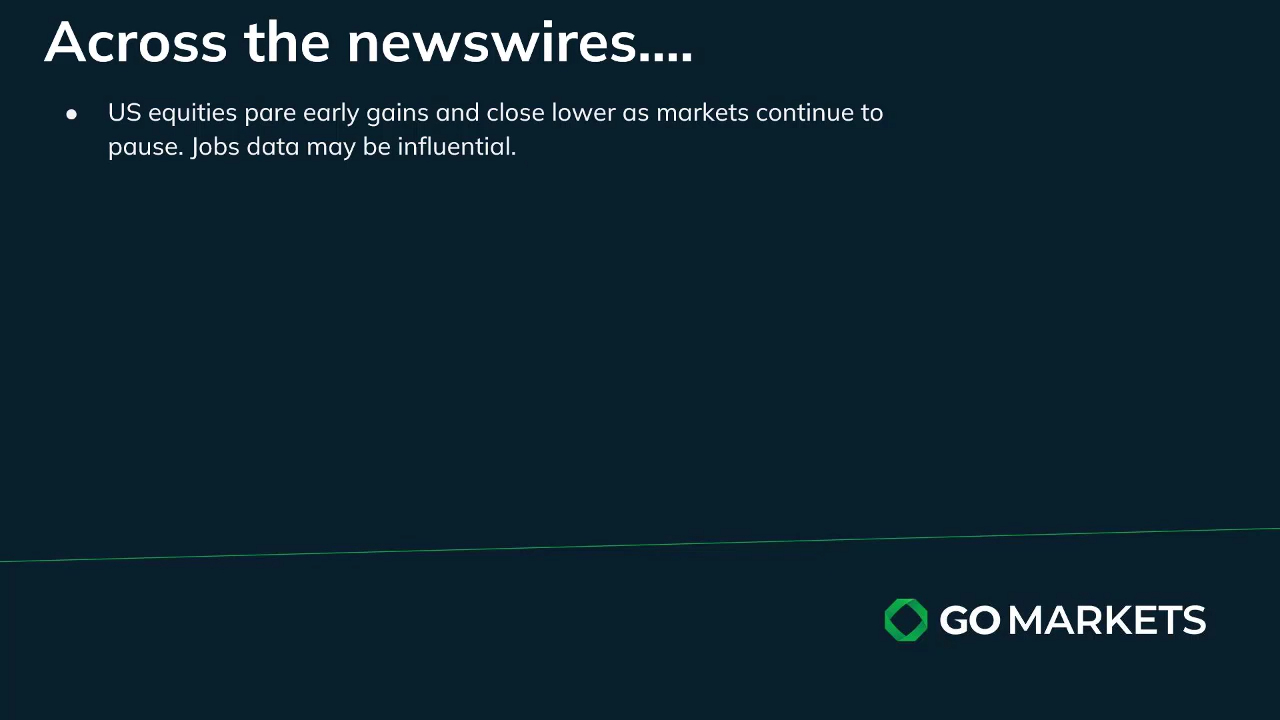 Across the newswires....
● US equities pare early gains and close lower as markets continue to
pause. Jobs data may be influential.
GO MARKETS